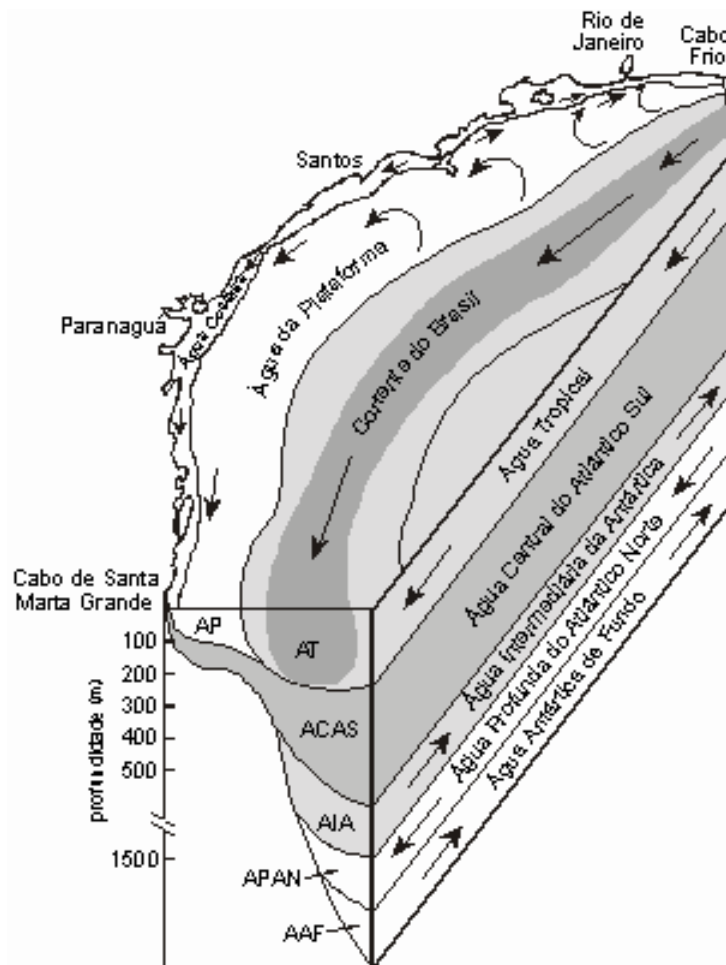 Rio de
Janeiro
Cabo
Frio
Santos
Paranaguá
Água Costeira
Água da Plataforma
Corrente do Brasil
Água Tropical
Água Central do Atlântico Sul
Água Intermediária da Antártica
Água Profunda do Atlântico Norte
Água Antártica de Fundo
Cabo de Santa
Marta Grande
AP
AT
ACAS
AIA
APAN
AAF
profundidade (m)
100
200
300
400
500
1500